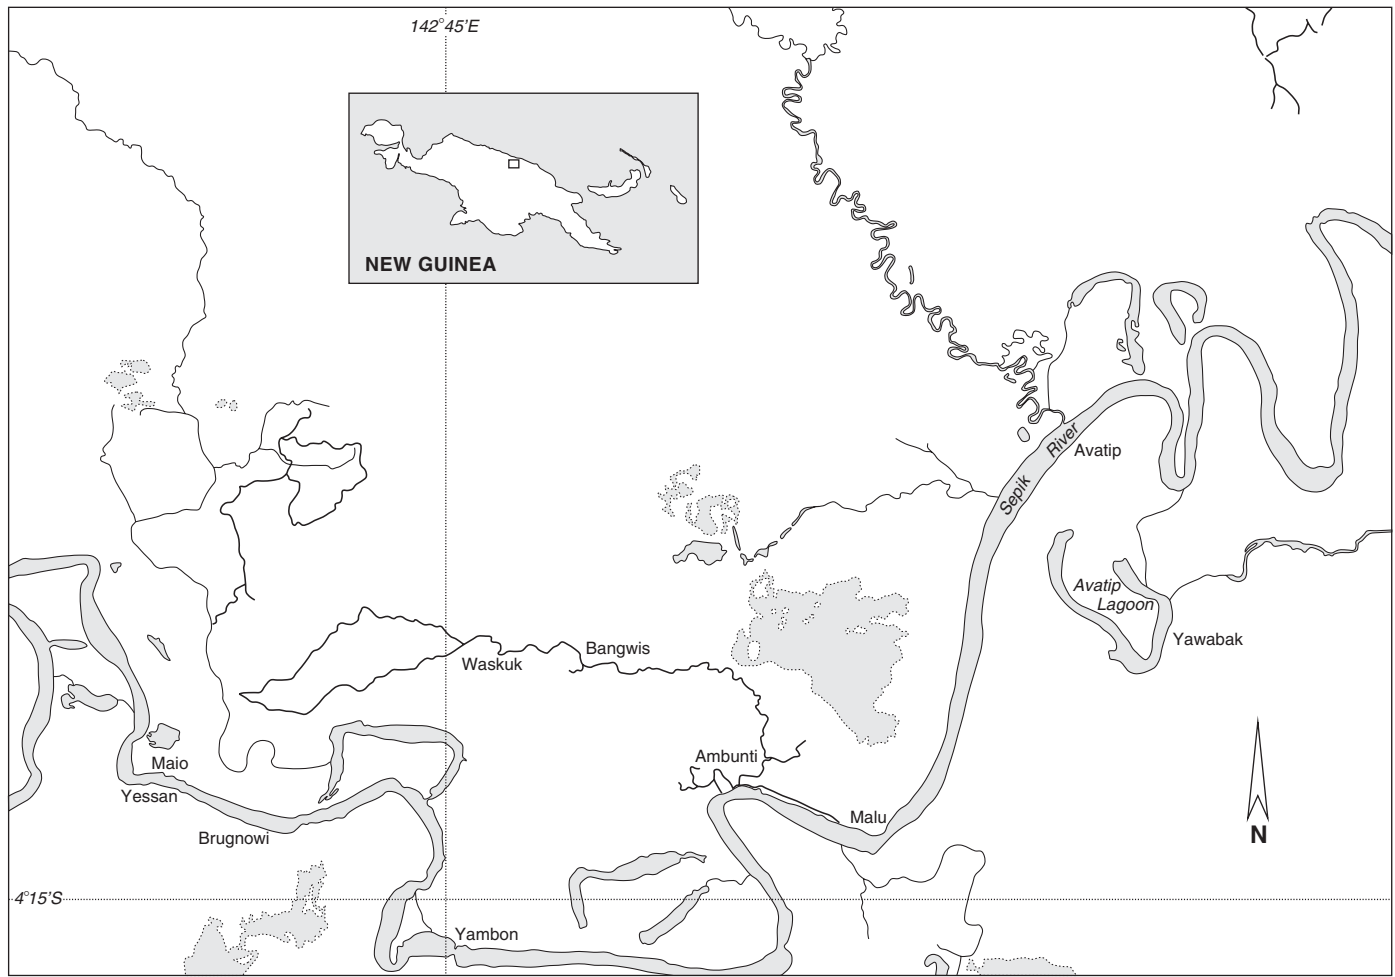 142°45'E
NEW GUINEA
River
Avatip
Sepik
Avatip
Lagoon
Yawabak
Bangwis
Waskuk
Ambunti
Maio
Yessan
Malu
Brugnowi
N
4°15'S
Yambon